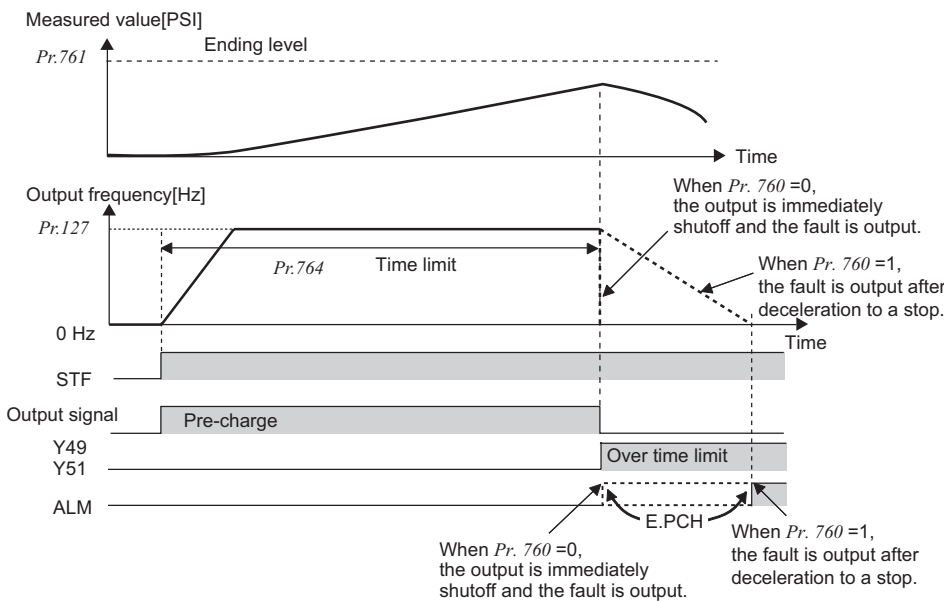 Measured value[PSI]
Pr.761
Ending level
Time
Output frequency[Hz]
Pr.127
When Pr. 760 =0,
the output is immediately
shutoff and the fault is output.
Pr.764
Time limit
When Pr. 760 =1,
the fault is output after
deceleration to a stop.
0 Hz
Time
STF
Output signal
Pre-charge
Y49
Y51
Over time limit
ALM
E.PCH
When Pr. 760 =0,
the output is immediately
shutoff and the fault is output.
When Pr. 760 =1,
the fault is output after
deceleration to a stop.